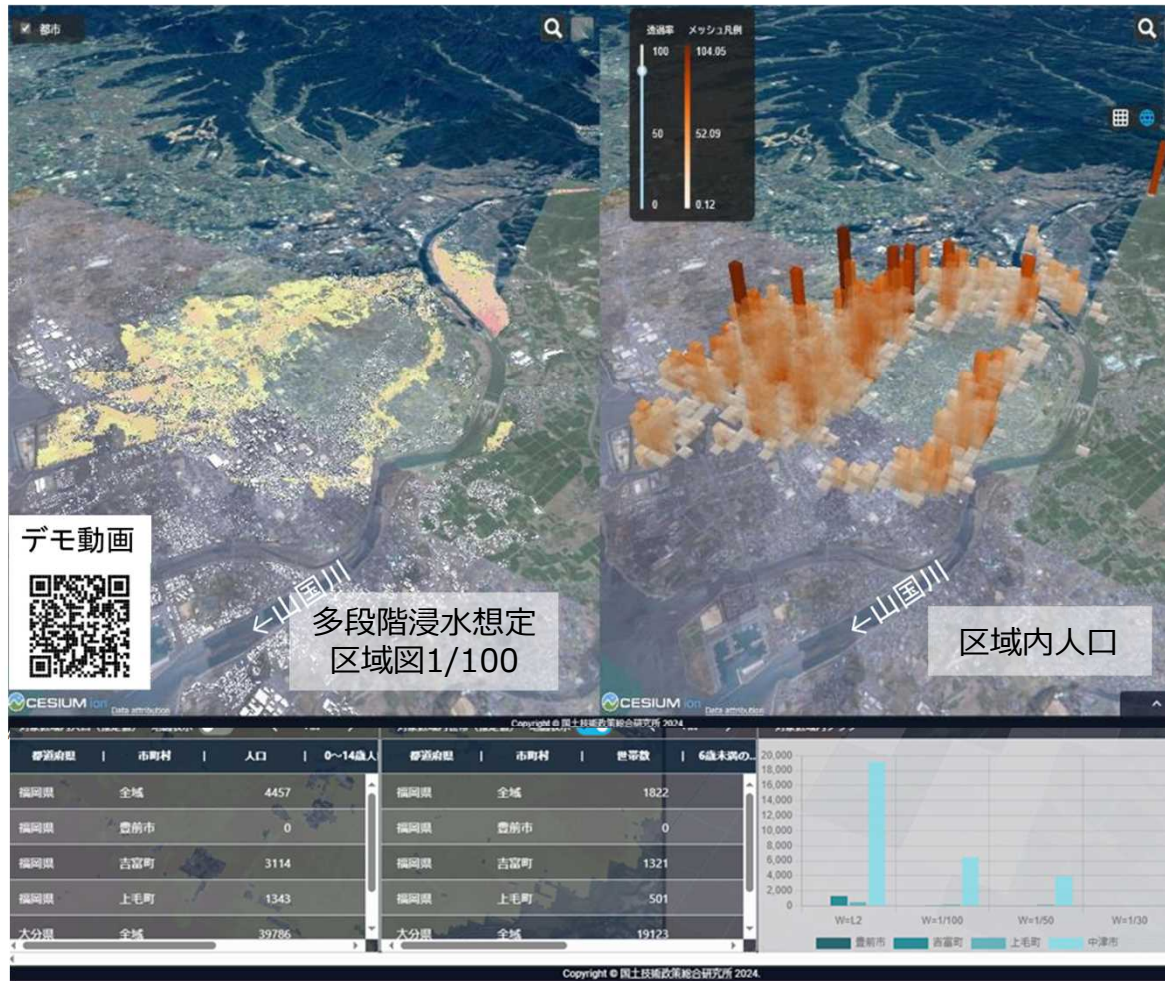 都市
透過率 メッシュ凡例
100 104.05
50 52.09
0 0.12
デモ動画
←山国川
多段階浸水想定
区域図1/100
←山国川
区域内人口
CESIUM ion
Data attribution
CESIUM ion
Data attribution
Copyright © 国土技術政策総合研究所 2024.
都道府県 | 市町村 | 人口 | 0～14歳人
福岡県 全域 4457
福岡県 豊前市 0
福岡県 吉富町 3114
福岡県 上毛町 1343
大分県 全域 39786
都道府県 | 市町村 | 世帯数 | 6歳未満の...
福岡県 全域 1822
福岡県 豊前市 0
福岡県 吉富町 1321
福岡県 上毛町 501
大分県 全域 19123
20,000
18,000
16,000
14,000
12,000
10,000
8,000
6,000
4,000
2,000
0
W=L2 W=1/100 W=1/50 W=1/30
豊前市 吉富町 上毛町 中津市
Copyright © 国土技術政策総合研究所 2024.